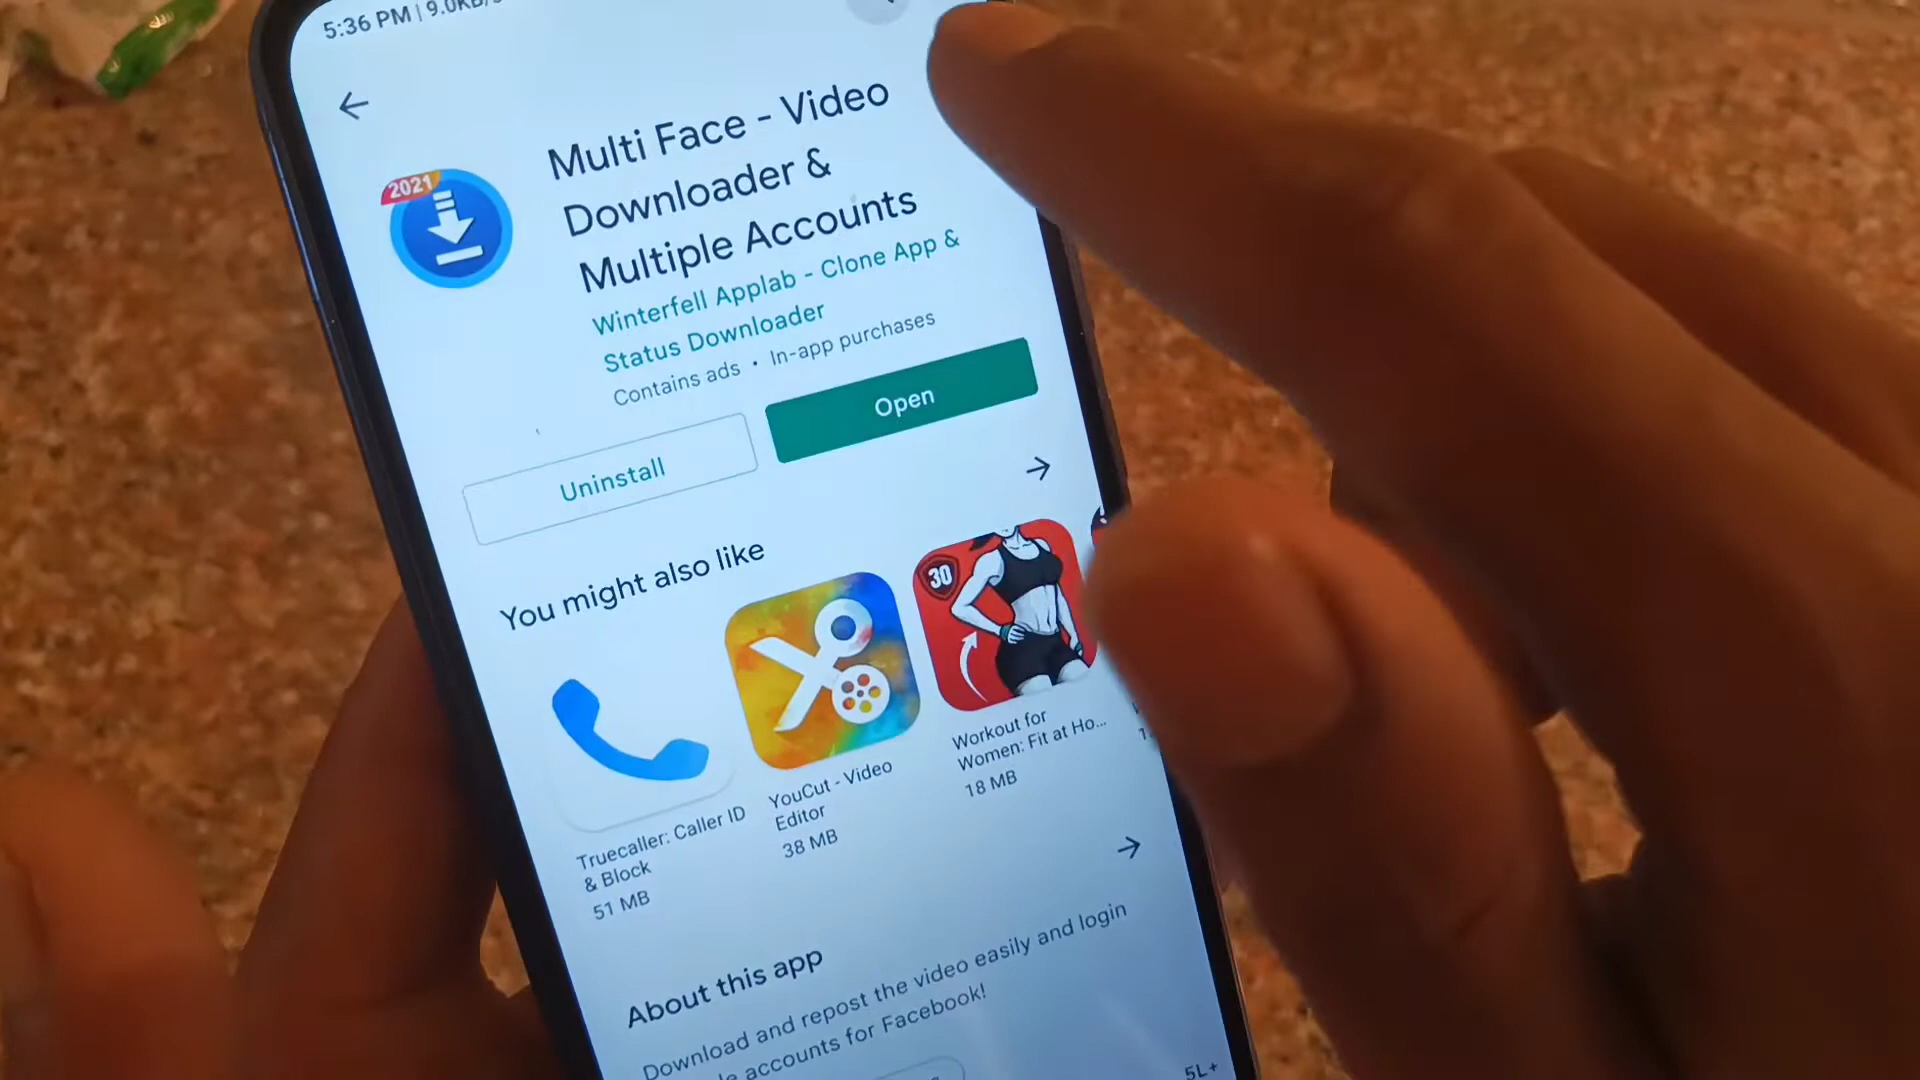 5:36 PM | 9.0KB/s
2021
Multi Face - Video
Downloader &
Multiple Accounts
Winterfell Applab - Clone App &
Status Downloader
Contains ads • In-app purchases
Uninstall
Open
You might also like
30
Truecaller: Caller ID
& Block
51 MB
YouCut - Video
Editor
38 MB
Workout for
Women: Fit at Ho...
18 MB
About this app
Download and repost the video easily and login
accounts for Facebook!
5L+